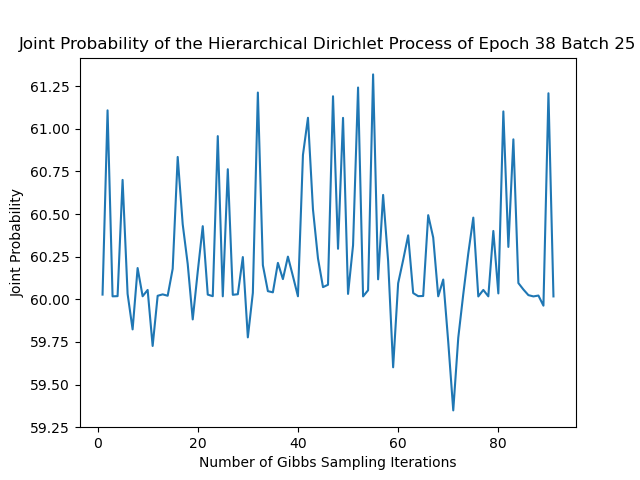 Joint Probability of the Hierarchical Dirichlet Process of Epoch 38 Batch 25
61.25
61.00
60.75
60.50
60.25
60.00
59.75
59.50
59.25
Joint Probability
0 20 40 60 80
Number of Gibbs Sampling Iterations